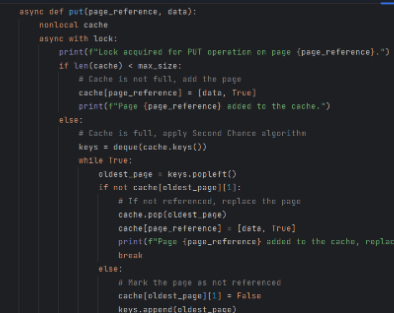 async def put(page_reference, data):
nonlocal cache
async with lock:
print(f"Lock acquired for PUT operation on page {page_reference}.")
if len(cache) < max_size:
# Cache is not full, add the page
cache[page_reference] = [data, True]
print(f"Page {page_reference} added to the cache.")
else:
# Cache is full, apply Second Chance algorithm
keys = deque(cache.keys())
while True:
oldest_page = keys.popleft()
if not cache[oldest_page][1]:
# If not referenced, replace the page
cache.pop(oldest_page)
cache[page_reference] = [data, True]
print(f"Page {page_reference} added to the cache, replac
break
else:
# Mark the page as not referenced
cache[oldest_page][1] = False
keys.append(oldest_page)